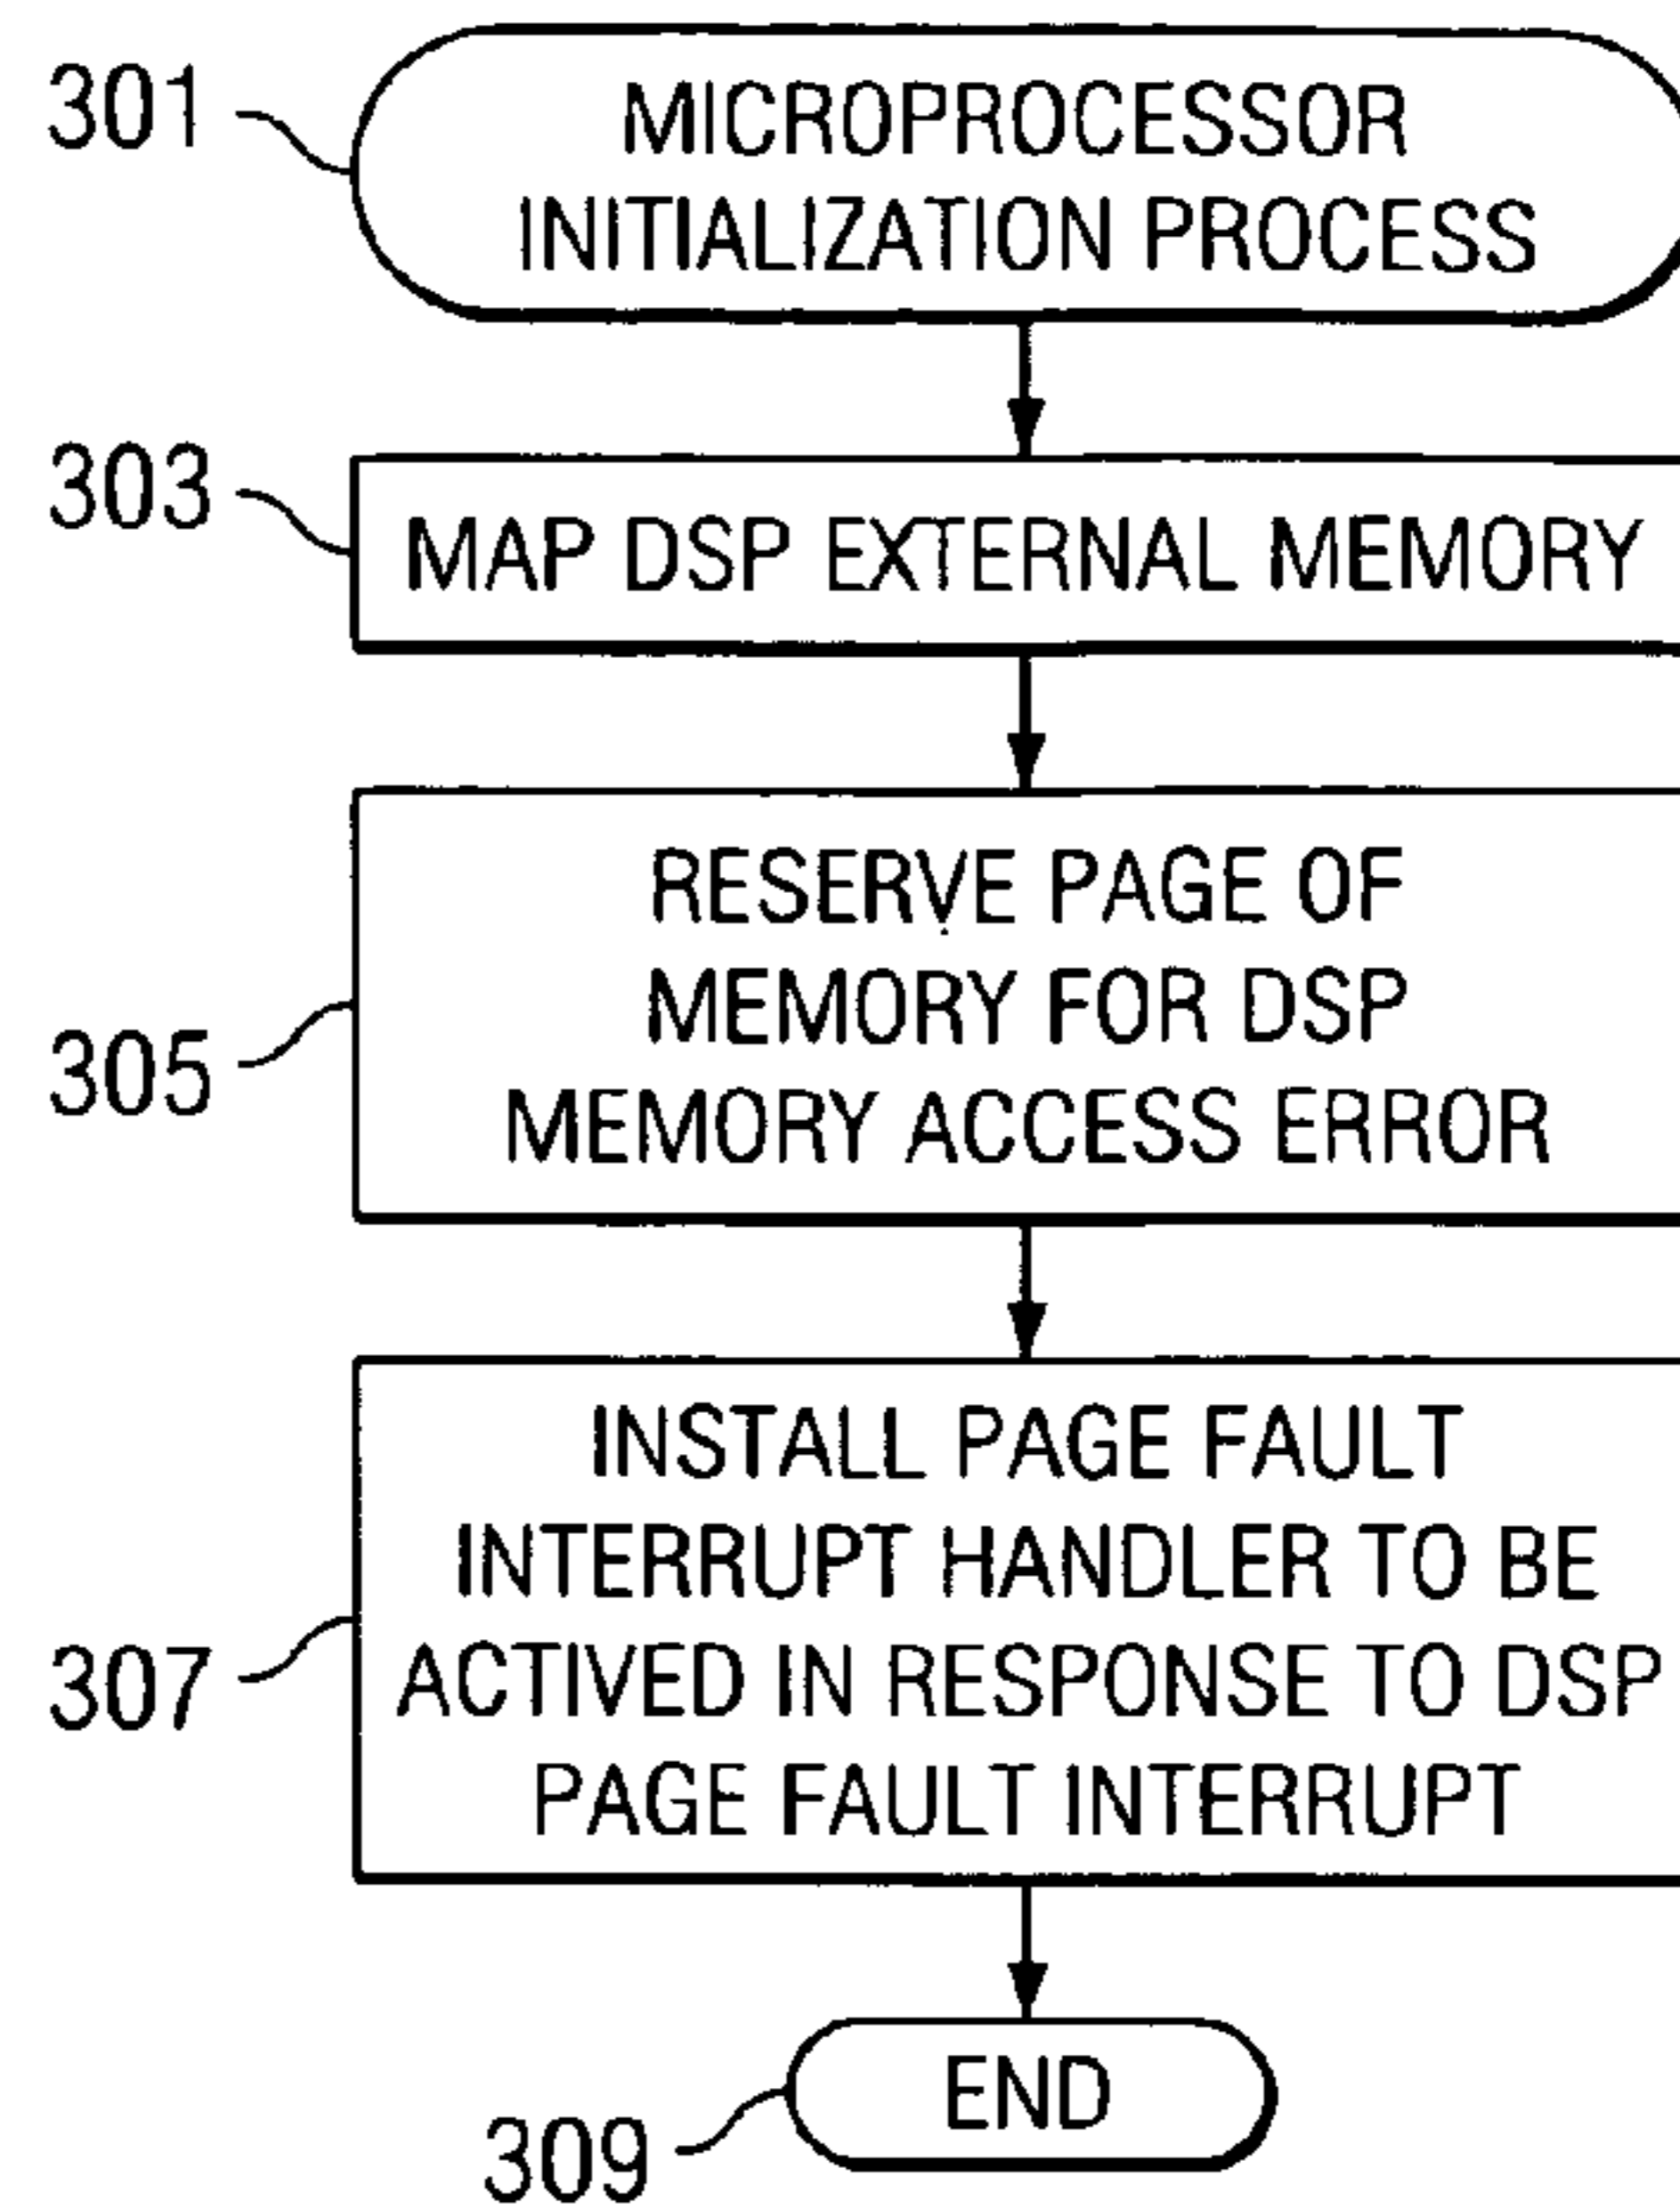 301
MICROPROCESSOR
INITIALIZATION PROCESS
303
MAP DSP EXTERNAL MEMORY
305
RESERVE PAGE OF
MEMORY FOR DSP
MEMORY ACCESS ERROR
307
INSTALL PAGE FAULT
INTERRUPT HANDLER TO BE
ACTIVED IN RESPONSE TO DSP
PAGE FAULT INTERRUPT
309
END